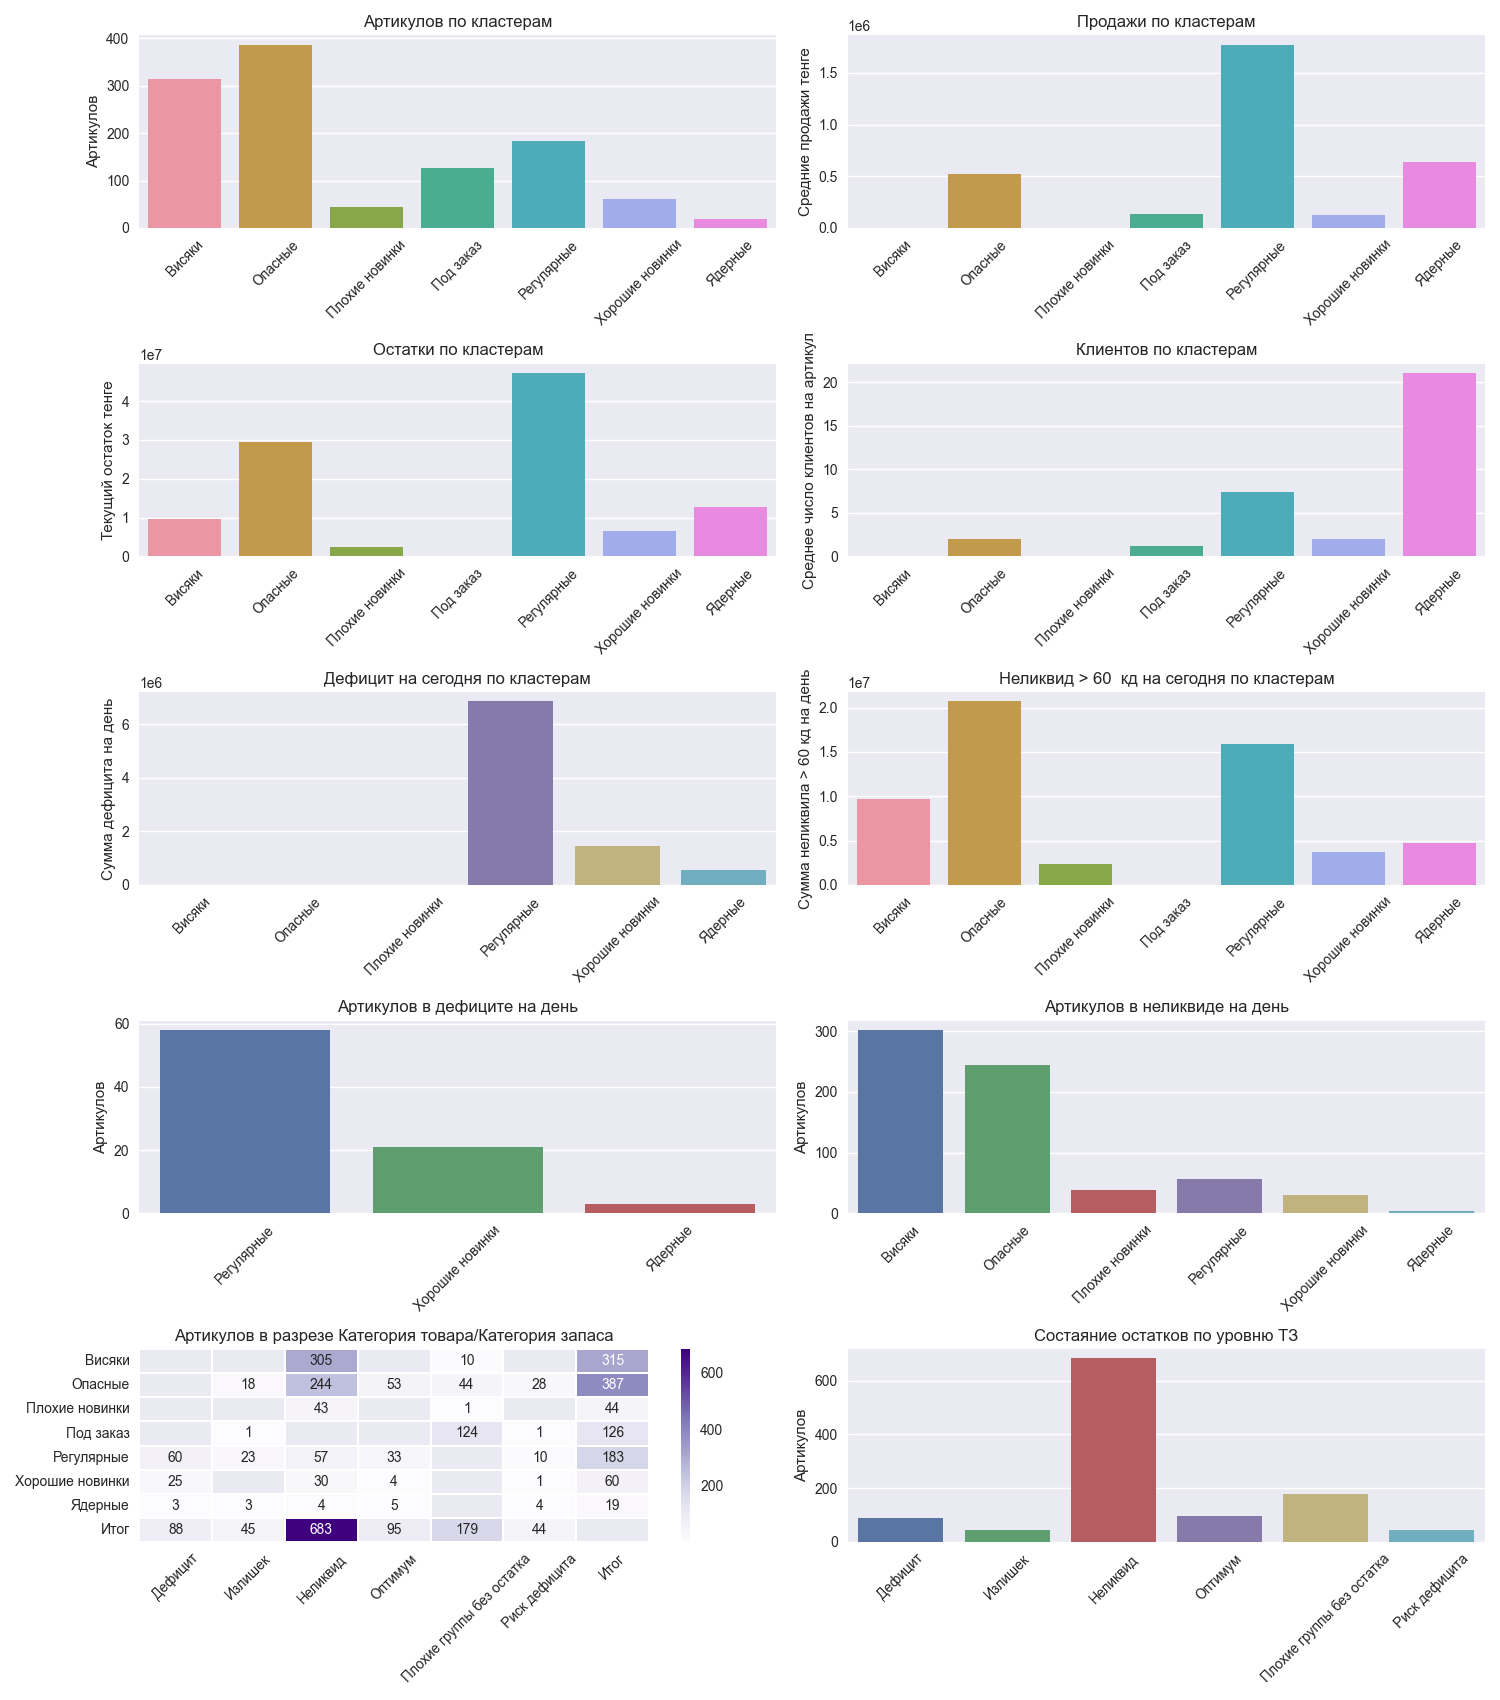 Артикулов по кластерам
Артикулов
400
300
200
100
0
Висяки
Опасные
Плохие новинки
Под заказ
Регулярные
Хорошие новинки
Ядерные
Продажи по кластерам
1e6
Средние продажи тенге
1.5
1.0
0.5
0.0
Висяки
Опасные
Плохие новинки
Под заказ
Регулярные
Хорошие новинки
Ядерные
Остатки по кластерам
1e7
Текущий остаток тенге
4
3
2
1
0
Висяки
Опасные
Плохие новинки
Под заказ
Регулярные
Хорошие новинки
Ядерные
Клиентов по кластерам
Среднее число клиентов на артикул
20
15
10
5
0
Висяки
Опасные
Плохие новинки
Под заказ
Регулярные
Хорошие новинки
Ядерные
Дефицит на сегодня по кластерам
1e6
Сумма дефицита на день
6
4
2
0
Висяки
Опасные
Плохие новинки
Регулярные
Хорошие новинки
Ядерные
Неликвид > 60 кд на сегодня по кластерам
1e7
Сумма неликвила > 60 кд на день
2.0
1.5
1.0
0.5
0.0
Висяки
Опасные
Плохие новинки
Под заказ
Регулярные
Хорошие новинки
Ядерные
Артикулов в дефиците на день
Артикулов
60
40
20
0
Регулярные
Хорошие новинки
Ядерные
Артикулов в неликвиде на день
Артикулов
300
200
100
0
Висяки
Опасные
Плохие новинки
Регулярные
Хорошие новинки
Ядерные
Артикулов в разрезе Категория товара/Категория запаса
Висяки 305 10 315
Опасные 18 244 53 44 28 387
Плохие новинки 43 1 44
Под заказ 1 124 1 126
Регулярные 60 23 57 33 10 183
Хорошие новинки 25 30 4 1 60
Ядерные 3 3 4 5 4 19
Итог 88 45 683 95 179 44
Дефицит
Излишек
Неликвид
Оптимум
Плохие группы без остатка
Риск дефицита
Итог
600
400
200
Состаяние остатков по уровню ТЗ
Артикулов
600
400
200
0
Дефицит
Излишек
Неликвид
Оптимум
Плохие группы без остатка
Риск дефицита